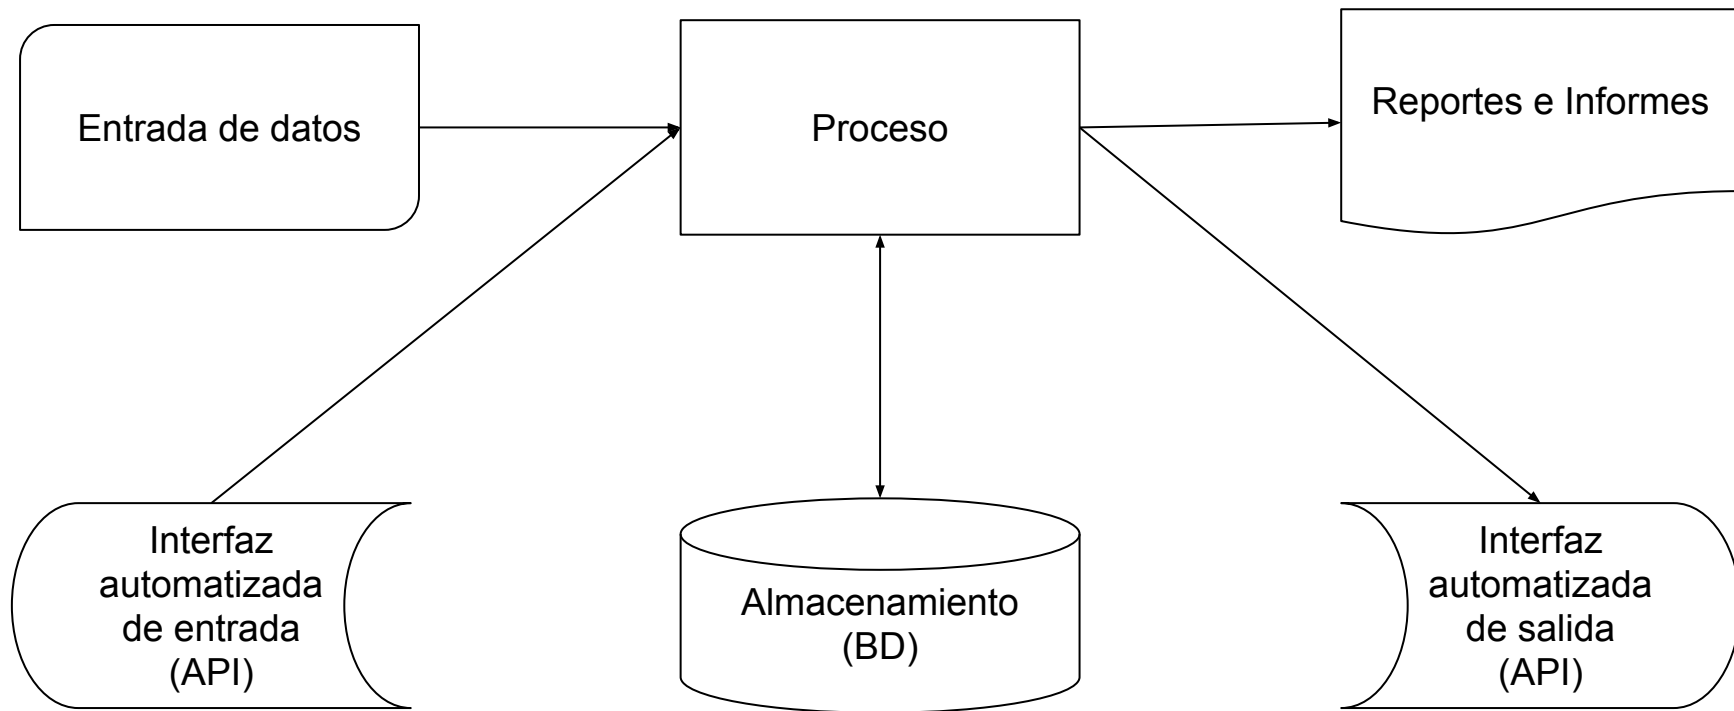 Entrada de datos
Proceso
Reportes e Informes
Interfaz
automatizada
de entrada
(API)
Almacenamiento
(BD)
Interfaz
automatizada
de salida
(API)